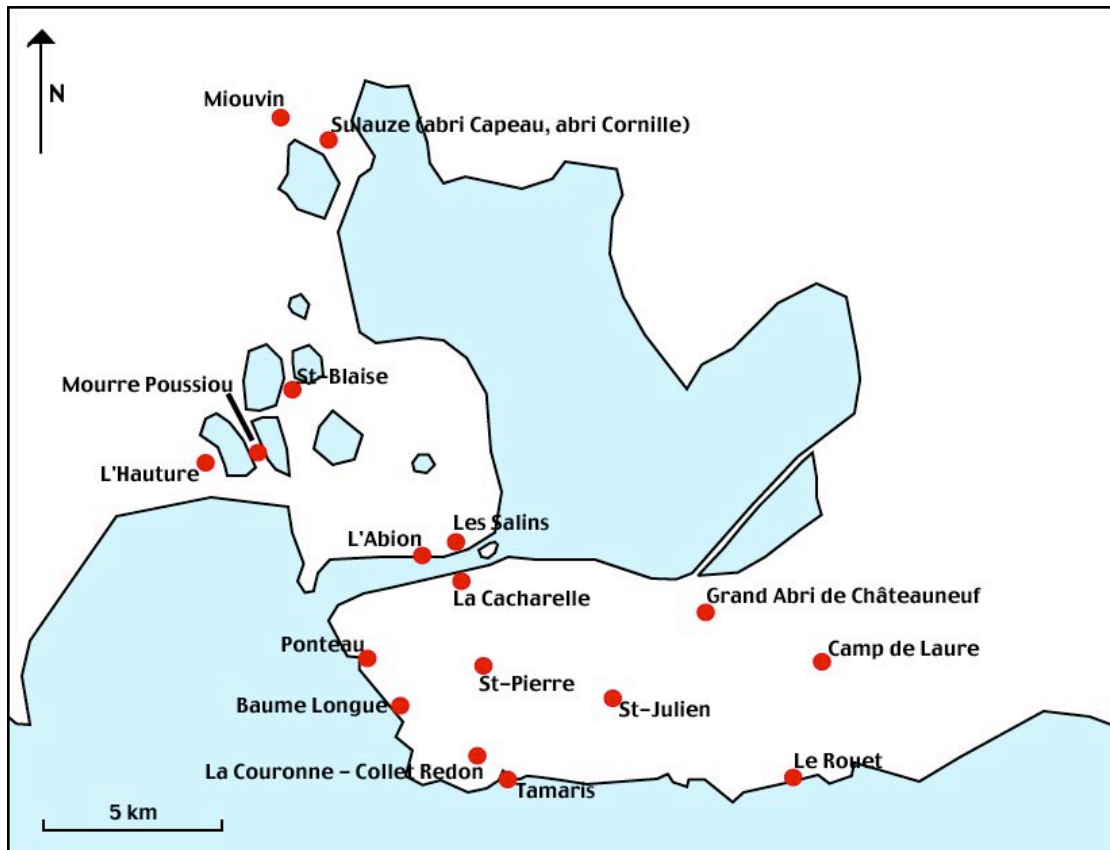 N
Miouvin
Sulauze (abri Capeau, abri Cornille)
Mourre Poussiou
St-Blaise
L'Hauture
Les Salins
L'Abion
La Cacharelle
Grand Abri de Châteauneuf
Ponteau
Camp de Laure
St-Pierre
Baume Longue
St-Julien
La Couronne - Collet Redon
Le Rouet
Tamaris
5 km